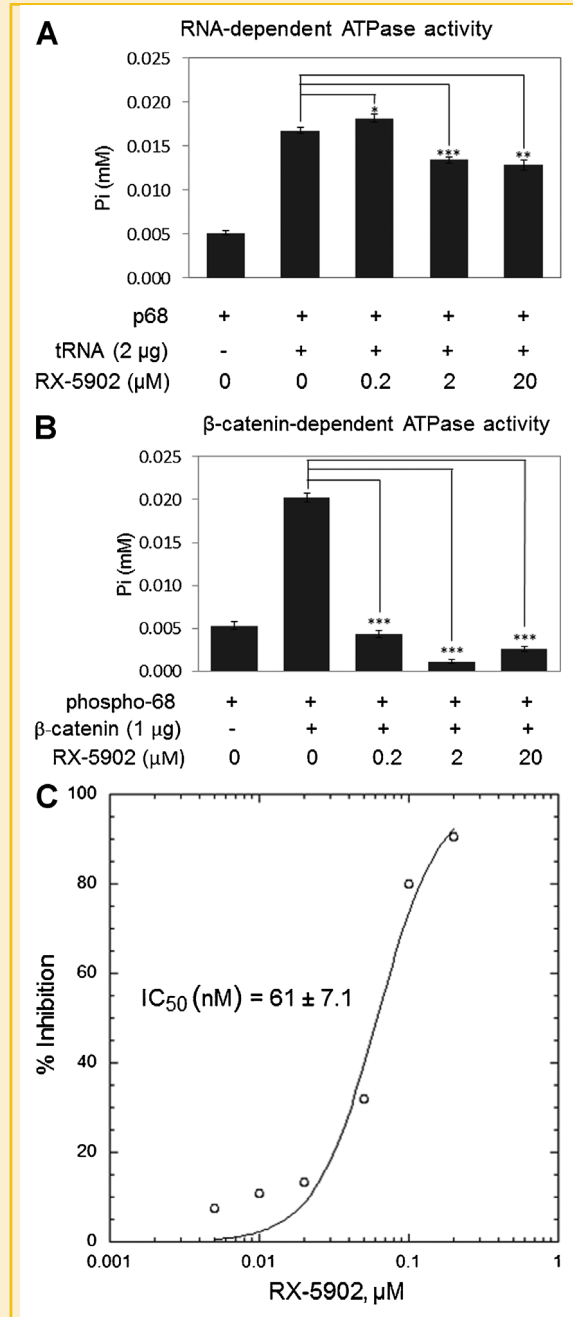 A
RNA-dependent ATPase activity
0.025
0.020
0.015
0.010
0.005
0.000
Pi (mM)
*
***
**
p68 + + + + +
tRNA (2 µg) - + + + +
RX-5902 (µM) 0 0 0.2 2 20
B
β-catenin-dependent ATPase activity
0.025
0.020
0.015
0.010
0.005
0.000
Pi (mM)
***
***
***
phospho-68 + + + + +
β-catenin (1 µg) - + + + +
RX-5902 (µM) 0 0 0.2 2 20
C
100
80
60
40
20
0
% Inhibition
IC50 (nM) = 61 ± 7.1
0.001 0.01 0.1 1
RX-5902, µM